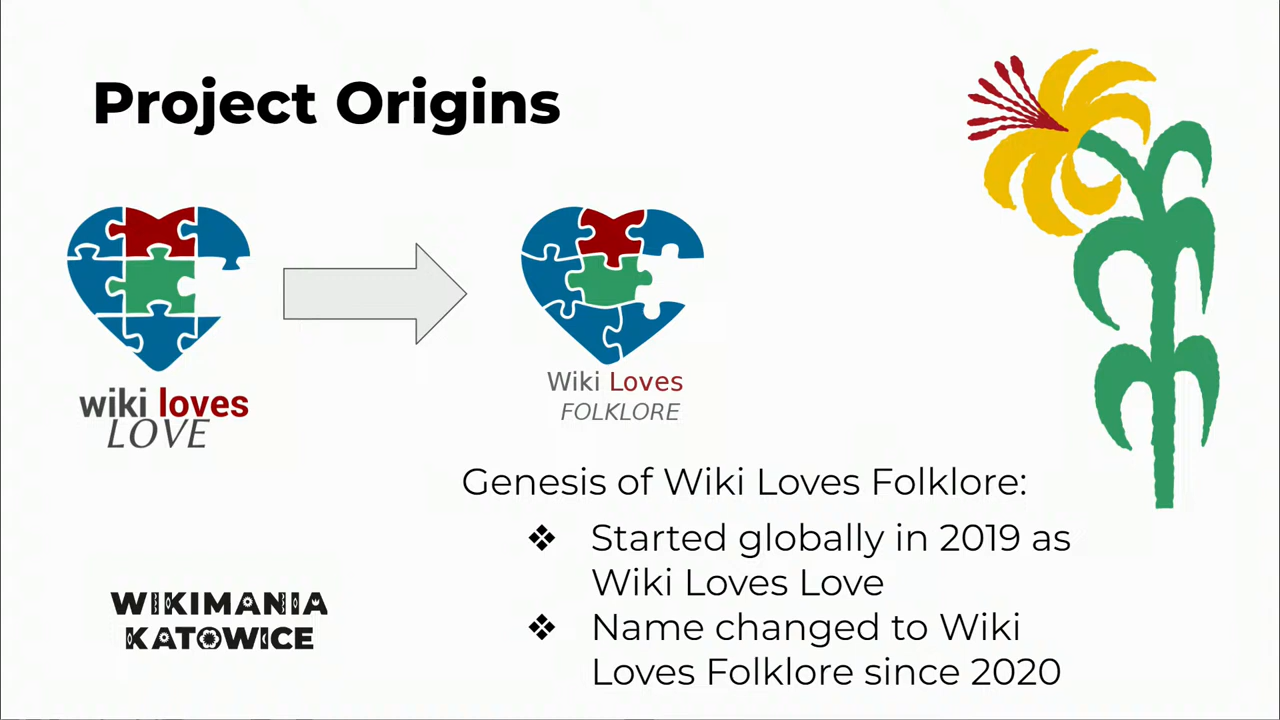 Project Origins
wiki loves
LOVE
Wiki Loves
FOLKLORE
Genesis of Wiki Loves Folklore:
❖ Started globally in 2019 as
Wiki Loves Love
❖ Name changed to Wiki
Loves Folklore since 2020
WIKIMANIA
KATOWICE